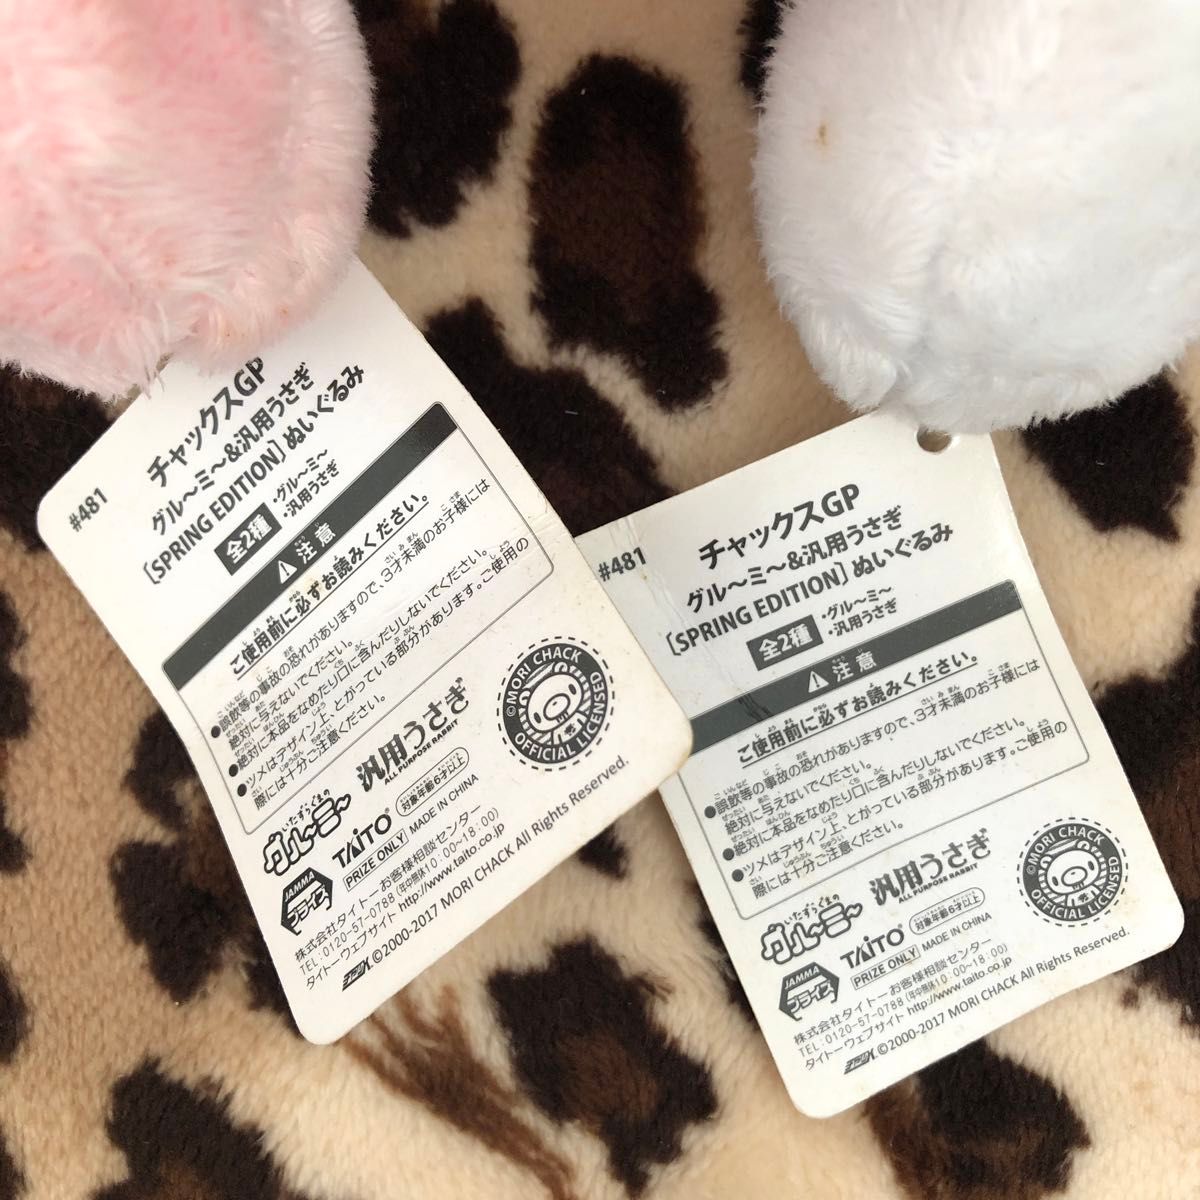 #481
チャックスGP
グル〜ミ〜&汎用うさぎ
[SPRING EDITION] ぬいぐるみ
全2種
・グル〜ミ〜
・汎用うさぎ
注意
ご使用前に必ずお読みください。
●誤飲等の事故の恐れがありますので、3才未満のお子様には
絶対に与えないでください。
●絶対に本品をなめたり口に含んだりしないでください。
●ツメはデザイン上、とがっている部分があります。ご使用の
際には十分ご注意ください。
いたずらぐまの
グル〜ミ〜
汎用うさぎ
ALL PURPOSE RABBIT
©MORI CHACK
OFFICIAL LICENSED
JAMMA
プライズ
TAITO
対象年齢6才以上
PRIZE ONLY
MADE IN CHINA
株式会社タイトーお客様相談センター
TEL:0120-57-0788 (年中無休10:00~18:00)
タイトーウェブサイト http://www.taito.co.jp
©2000-2017 MORI CHACK All Rights Reserved.
#481
チャックスGP
グル〜ミ〜&汎用うさぎ
[SPRING EDITION] ぬいぐるみ
全2種
・グル〜ミ〜
・汎用うさぎ
注意
ご使用前に必ずお読みください。
●誤飲等の事故の恐れがありますので、3才未満のお子様には
絶対に与えないでください。
●絶対に本品をなめたり口に含んだりしないでください。
●ツメはデザイン上、とがっている部分があります。ご使用の
際には十分ご注意ください。
いたずらぐまの
グル〜ミ〜
汎用うさぎ
ALL PURPOSE RABBIT
©MORI CHACK
OFFICIAL LICENSED
JAMMA
プライズ
TAITO
対象年齢6才以上
PRIZE ONLY
MADE IN CHINA
株式会社タイトーお客様相談センター
TEL:0120-57-0788 (年中無休10:00~18:00)
タイトーウェブサイト http://www.taito.co.jp
©2000-2017 MORI CHACK All Rights Reserved.